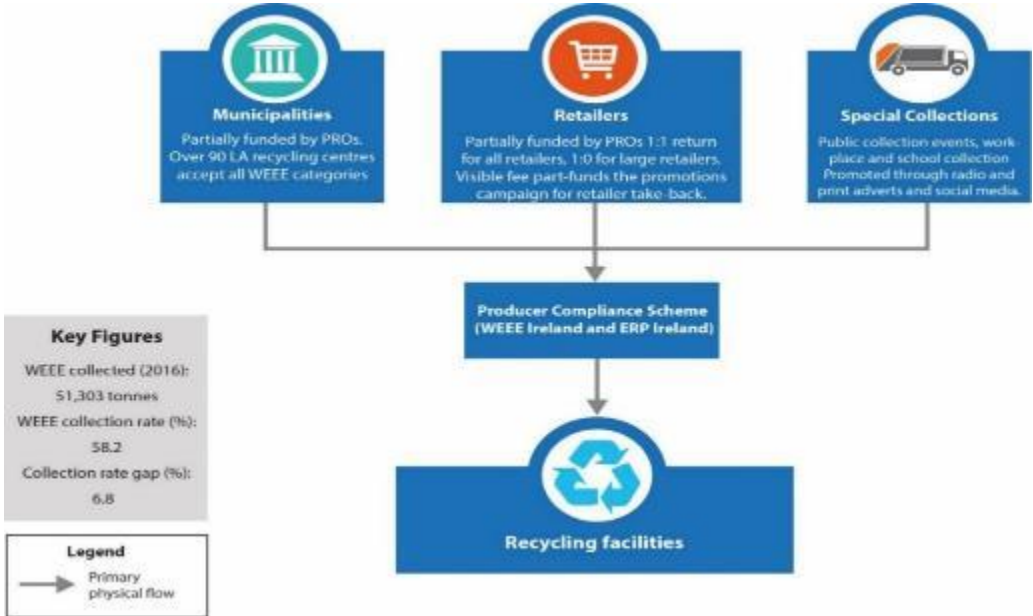 Municipalities
Partially funded by PROs.
Over 90 LA recycling centres
accept all WEEE categories
Retailers
Partially funded by PROs 1:1 return
for all retailers, 1:0 for large retailers.
Visible fee part-funds the promotions
campaign for retailer take-back.
Special Collections
Public collection events, work-
place and school collection
Promoted through radio and
print adverts and social media.
Producer Compliance Scheme
(WEEE Ireland and ERP Ireland)
Key Figures
WEEE collected (2016):
51,303 tonnes
WEEE collection rate (%):
58.2
Collection rate gap (%):
6.8
Recycling facilities
Legend
Primary
physical flow